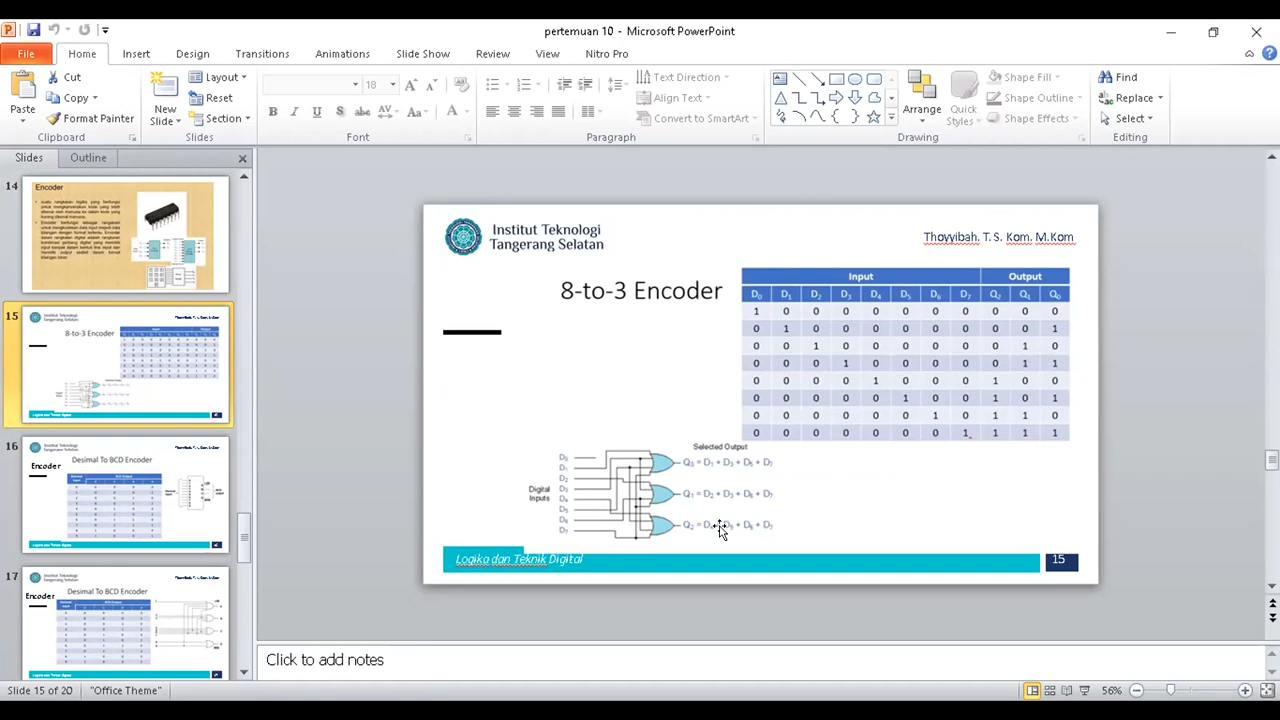 pertemuan 10 - Microsoft PowerPoint
File Home Insert Design Transitions Animations Slide Show Review View Nitro Pro
Paste
Cut
Copy
Format Painter
Clipboard
New Slide
Layout
Reset
Section
Slides
18
B I U S abc AV Aa A
Font
Text Direction
Align Text
Convert to SmartArt
Paragraph
Arrange
Quick Styles
Shape Fill
Shape Outline
Shape Effects
Drawing
Find
Replace
Select
Editing
Slides Outline
14
Encoder
15
Institut Teknologi
Tangerang Selatan
8-to-3 Encoder
16
Institut Teknologi
Tangerang Selatan
Encoder
Desimal To BCD Encoder
17
Institut Teknologi
Tangerang Selatan
Encoder
Desimal To BCD Encoder
Institut Teknologi
Tangerang Selatan
Thoyyibah, T. S. Kom. M.Kom
8-to-3 Encoder
Input Output
D0 D1 D2 D3 D4 D5 D6 D7 Q2 Q1 Q0
1 0 0 0 0 0 0 0 0 0 0
0 1 0 0 0 0 0 0 0 0 1
0 0 1 0 0 0 0 0 0 1 0
0 0 0 1 0 0 0 0 0 1 1
0 0 0 0 1 0 0 0 1 0 0
0 0 0 0 0 1 0 0 1 0 1
0 0 0 0 0 0 1 0 1 1 0
0 0 0 0 0 0 0 1 1 1 1
Selected Output
Digital
Inputs
D0
D1
D2
D3
D4
D5
D6
D7
Q0 = D1 + D3 + D5 + D7
Q1 = D2 + D3 + D6 + D7
Q2 = D4 + D5 + D6 + D7
Logika dan Teknik Digital
15
Click to add notes
Slide 15 of 20 "Office Theme" 56%